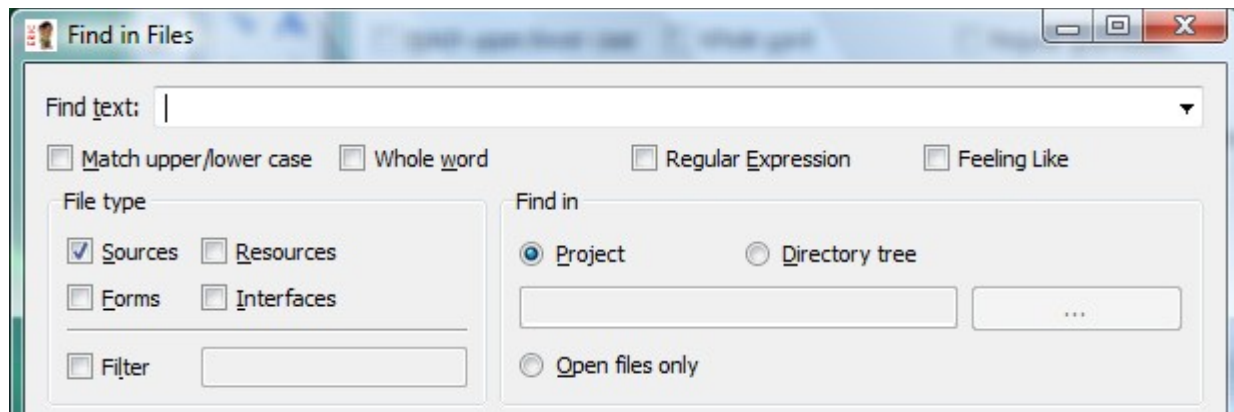 ERIC Find in Files
Find text:
Match upper/lower case Whole word Regular Expression Feeling Like
File type Find in
Sources Resources Project Directory tree
Forms Interfaces
...
Filter Open files only